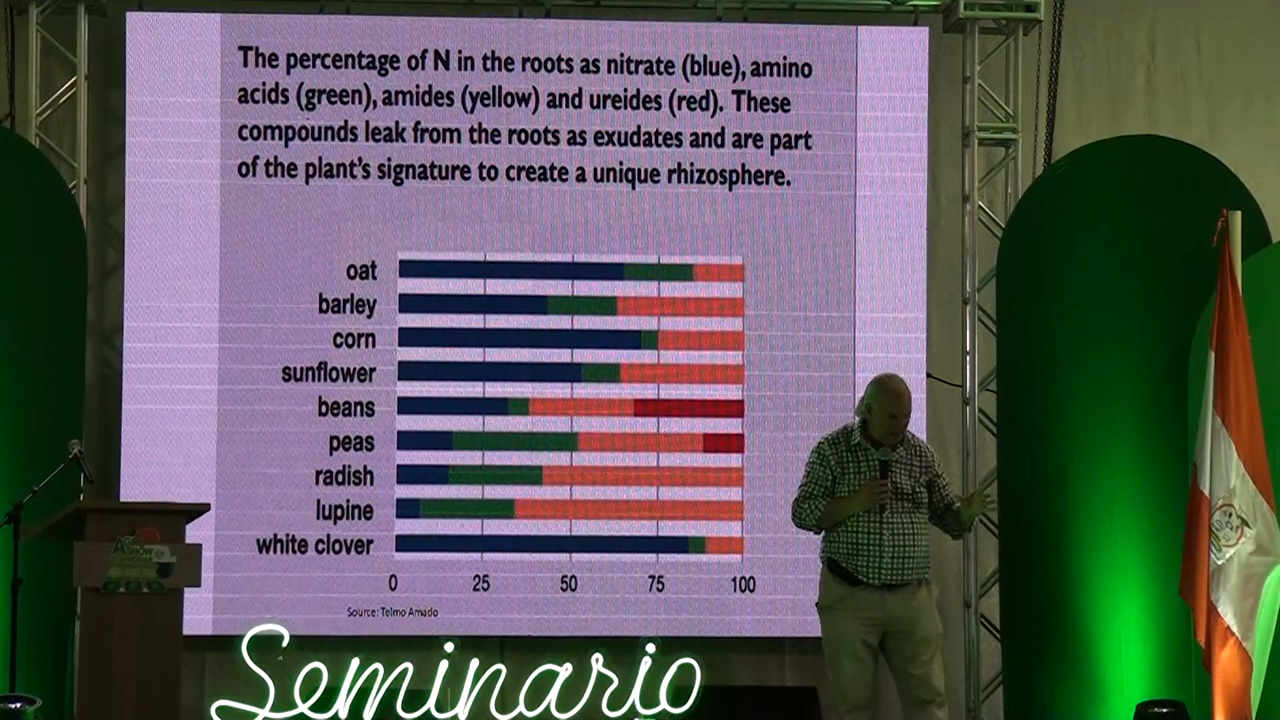 The percentage of N in the roots as nitrate (blue), amino
acids (green), amides (yellow) and ureides (red). These
compounds leak from the roots as exudates and are part
of the plant's signature to create a unique rhizosphere.
oat
barley
corn
sunflower
beans
peas
radish
lupine
white clover
0 25 50 75 100
Source: Telmo Amado
Seminario